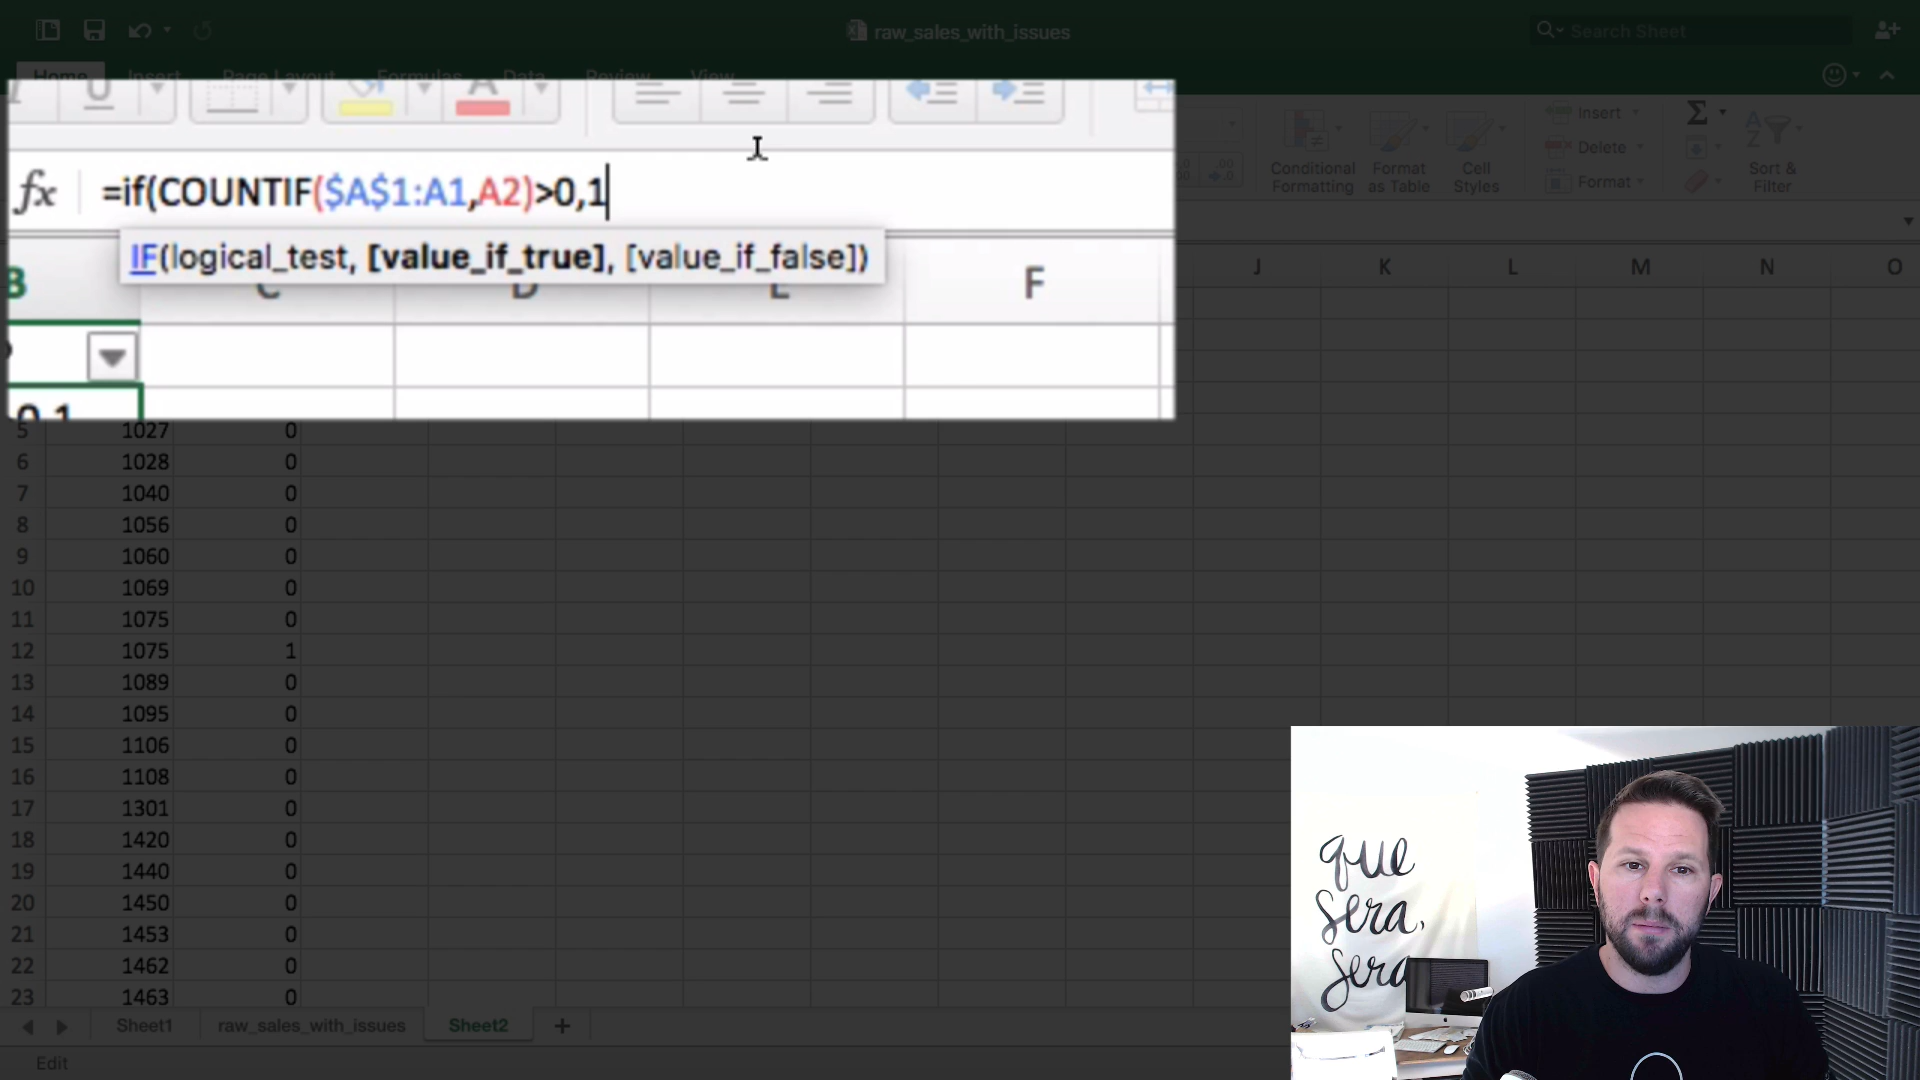 raw_sales_with_issues
Search Sheet
Home Insert Page Layout Formulas Data Review View
fx =if(COUNTIF($A$1:A1,A2)>0,1
IF(logical_test, [value_if_true], [value_if_false])
Conditional Formatting
Format as Table
Cell Styles
Insert
Delete
Format
Sort & Filter
B C D E F J K L M N O
0,1
5 1027 0
6 1028 0
7 1040 0
8 1056 0
9 1060 0
10 1069 0
11 1075 0
12 1075 1
13 1089 0
14 1095 0
15 1106 0
16 1108 0
17 1301 0
18 1420 0
19 1440 0
20 1450 0
21 1453 0
22 1462 0
23 1463 0
que
sera,
sera
Sheet1 raw_sales_with_issues Sheet2 +
Edit